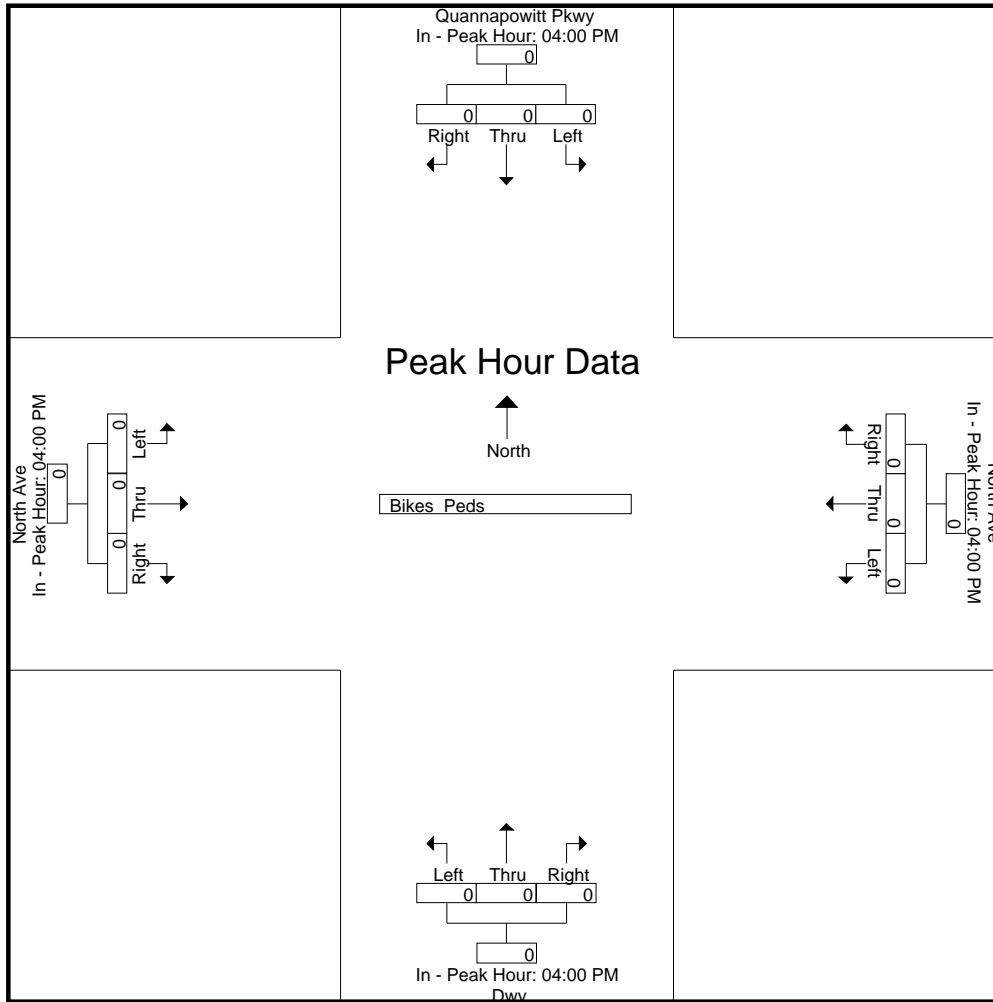 Quannapowitt Pkwy
In - Peak Hour: 04:00 PM
0
0 0 0
Right Thru Left
Peak Hour Data
North
Bikes Peds
North Ave
In - Peak Hour: 04:00 PM
0
0 0 0
Left Thru Right
North Ave
In - Peak Hour: 04:00 PM
0
0 0 0
Right Thru Left
Left Thru Right
0 0 0
0
In - Peak Hour: 04:00 PM
Dwy